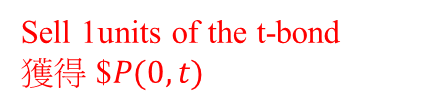 Sell 1units of the t-bond
獲得 $P(0,t)